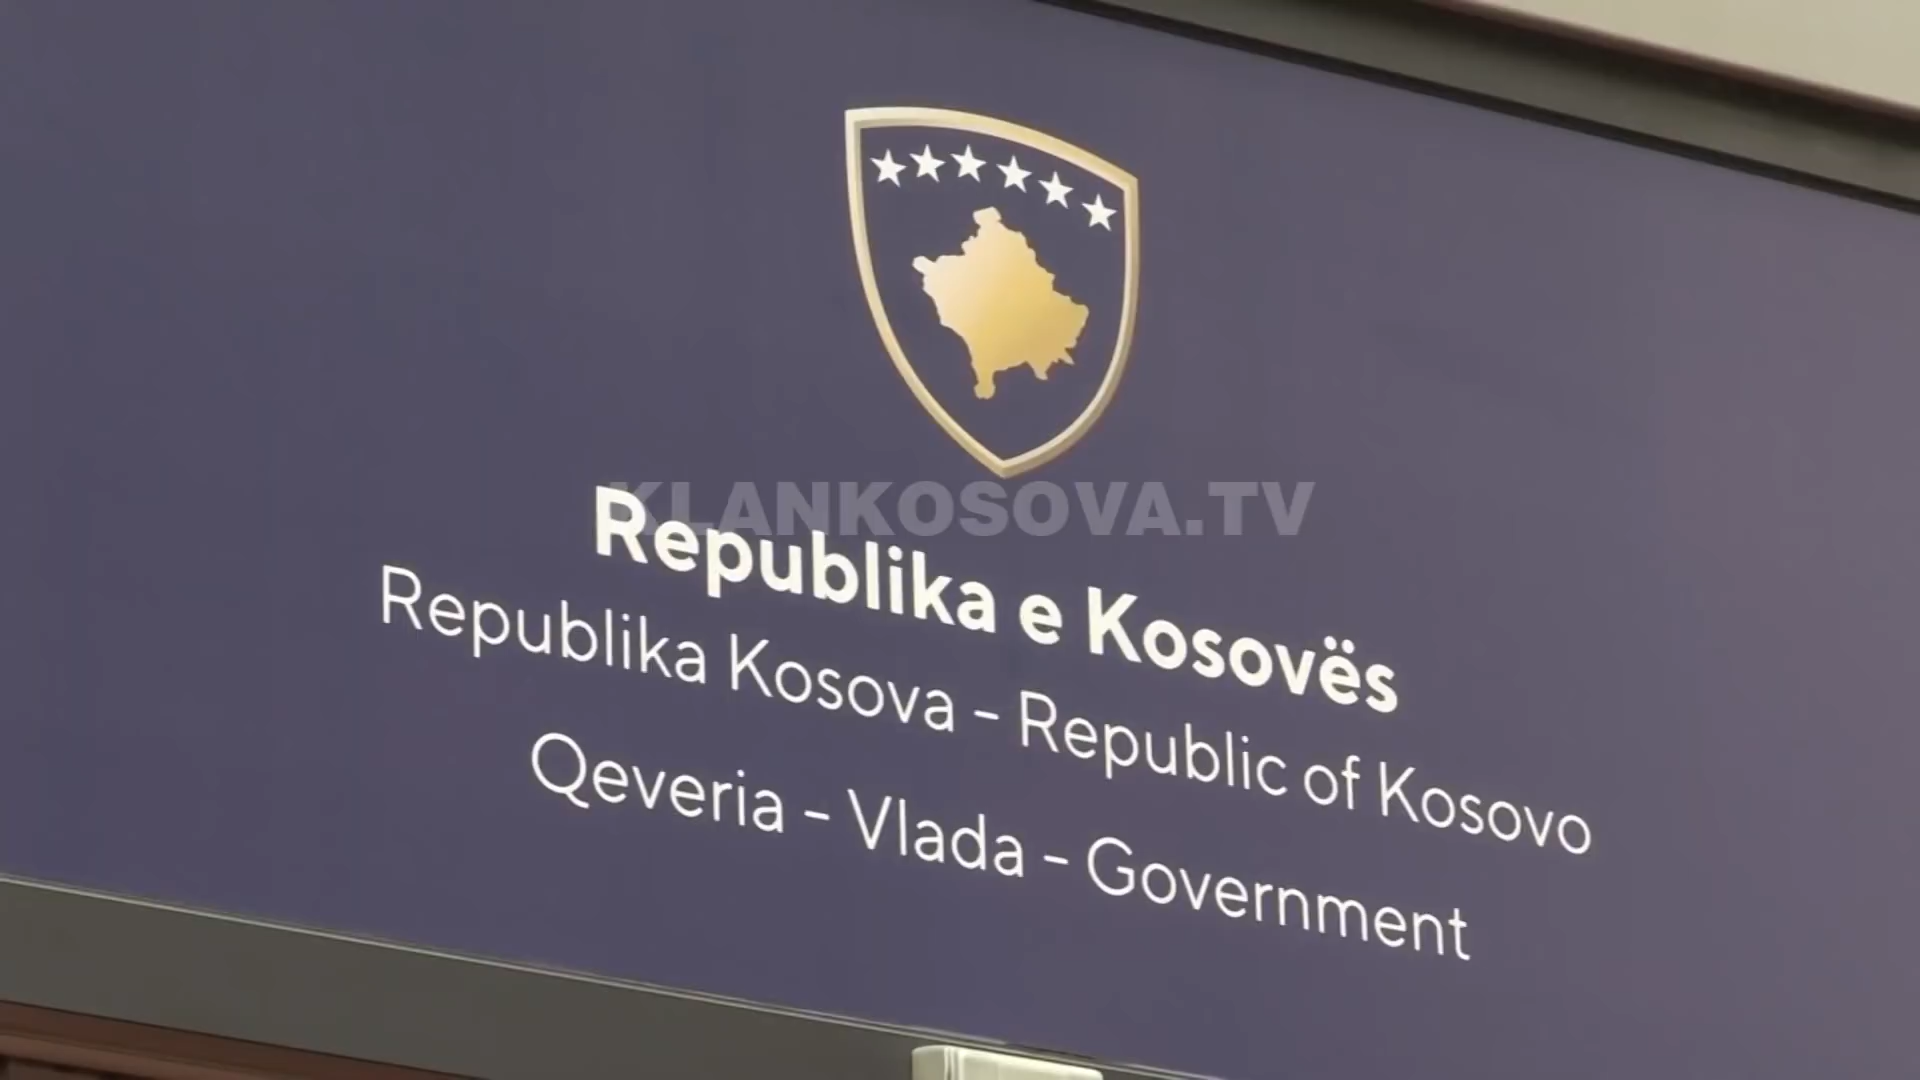 KLANKOSOVA.TV
Republika e Kosovës
Republika Kosova - Republic of Kosovo
Qeveria - Vlada - Government